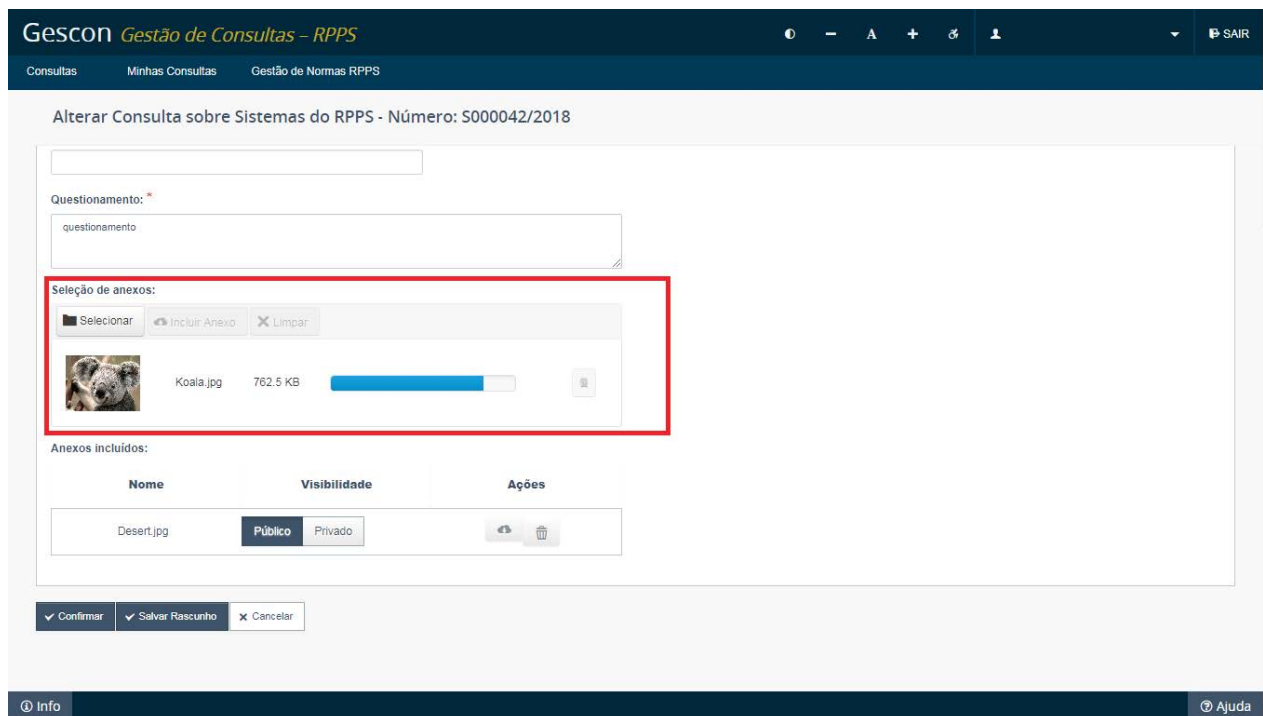 Gescon Gestão de Consultas – RPPS A SAIR
Consultas Minhas Consultas Gestão de Normas RPPS
Alterar Consulta sobre Sistemas do RPPS - Número: S000042/2018
Questionamento: *
questionamento
Seleção de anexos:
Selecionar Incluir Anexo Limpar
Koala.jpg 762.5 KB
Anexos incluídos:
Nome Visibilidade Ações
Desert.jpg Público Privado
Confirmar Salvar Rascunho Cancelar
Info Ajuda